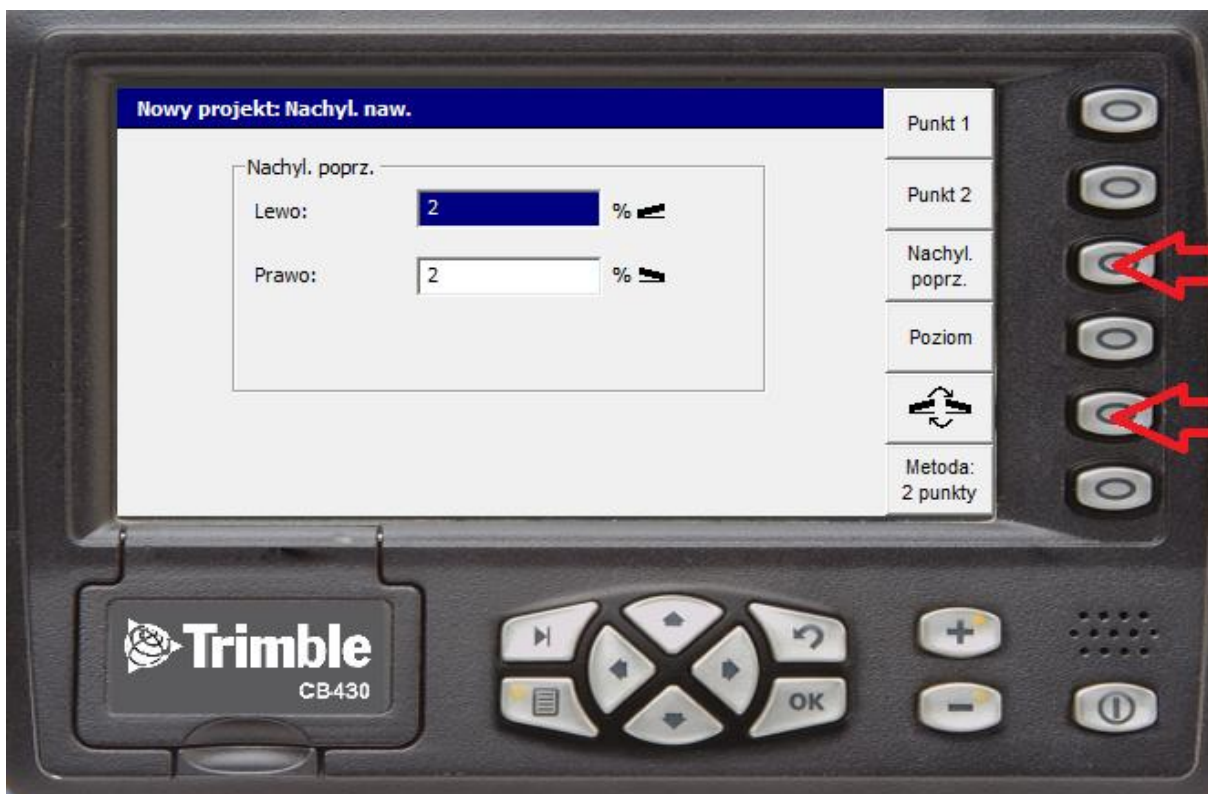 Nowy projekt: Nachyl. naw.
Nachyl. poprz.
Lewo:
2
%
Prawo:
2
%
Punkt 1
Punkt 2
Nachyl.
poprz.
Poziom
Metoda:
2 punkty
Trimble
CB430
OK